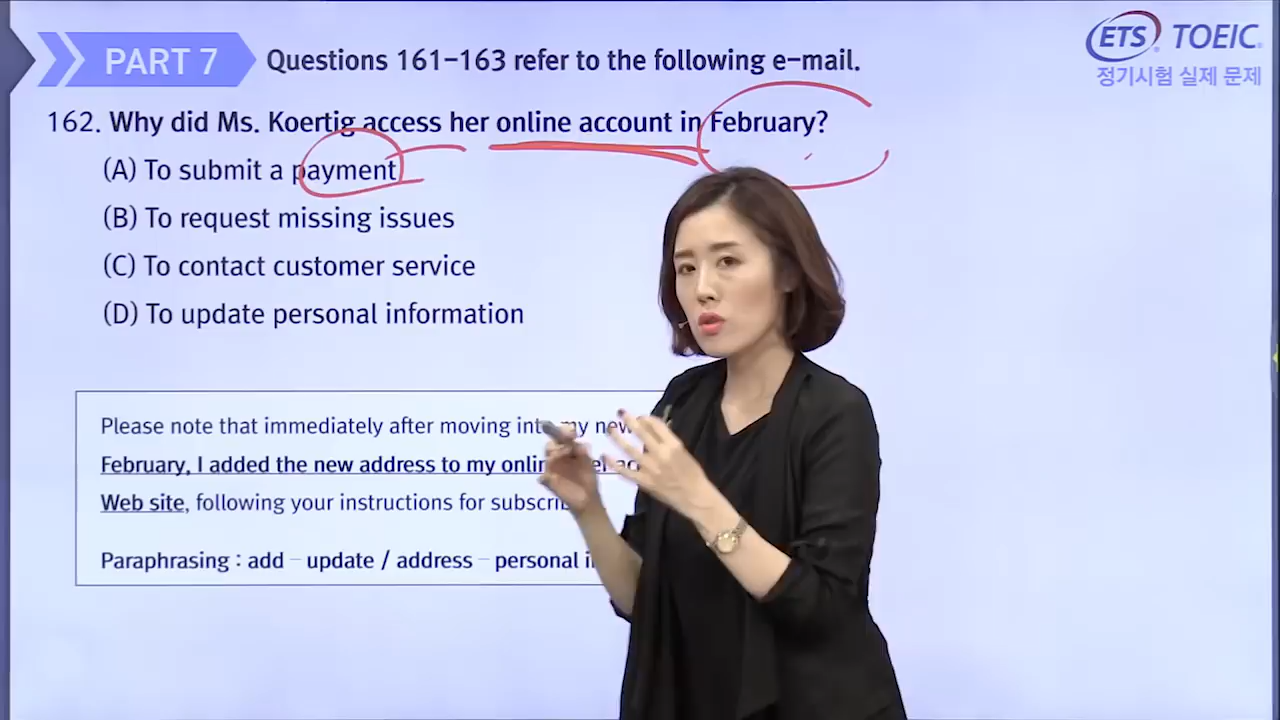 PART 7
Questions 161-163 refer to the following e-mail.
ETS TOEIC
정기시험 실제 문제
162. Why did Ms. Koertig access her online account in February?
(A) To submit a payment
(B) To request missing issues
(C) To contact customer service
(D) To update personal information
Please note that immediately after moving into my new
February, I added the new address to my
Web site, following your instructions for
Paraphrasing : add - update / address - personal